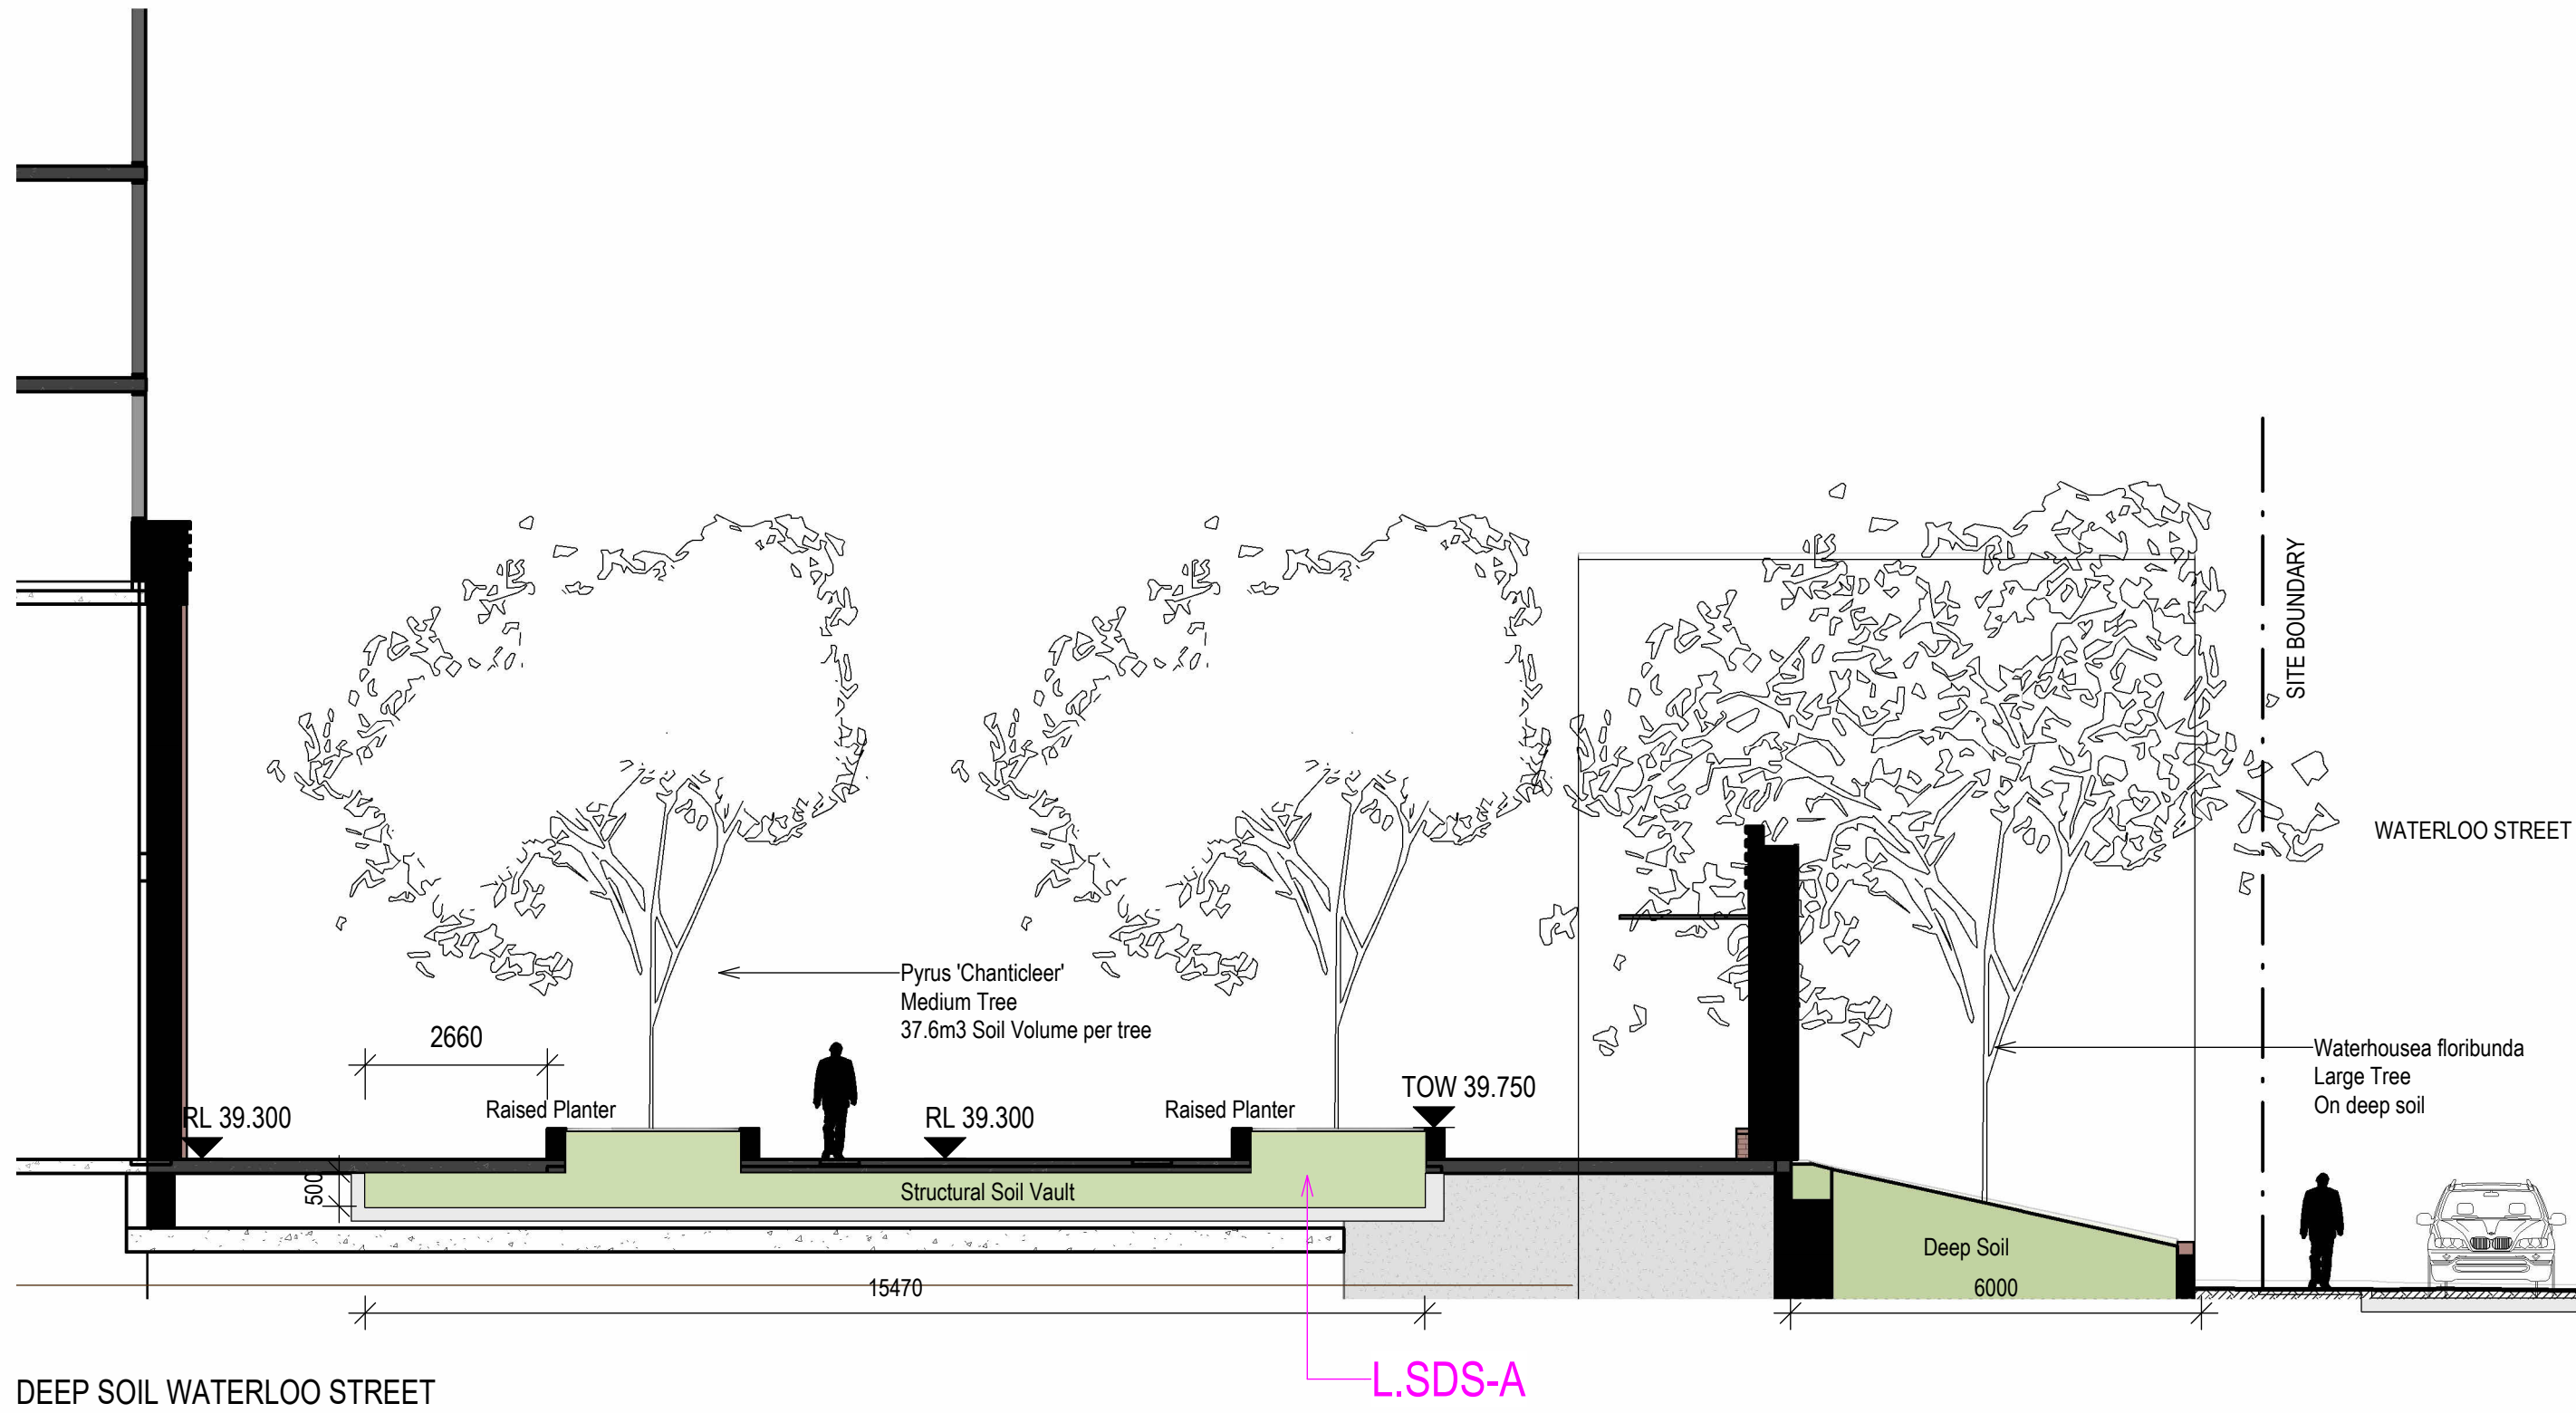 SITE BOUNDARY
WATERLOO STREET
Pyrus 'Chanticleer'
Medium Tree
37.6m3 Soil Volume per tree
2660
Waterhousea floribunda
Large Tree
On deep soil
RL 39.300
Raised Planter
RL 39.300
Raised Planter
TOW 39.750
500
Structural Soil Vault
Deep Soil
15470
6000
L.SDS-A
DEEP SOIL WATERLOO STREET